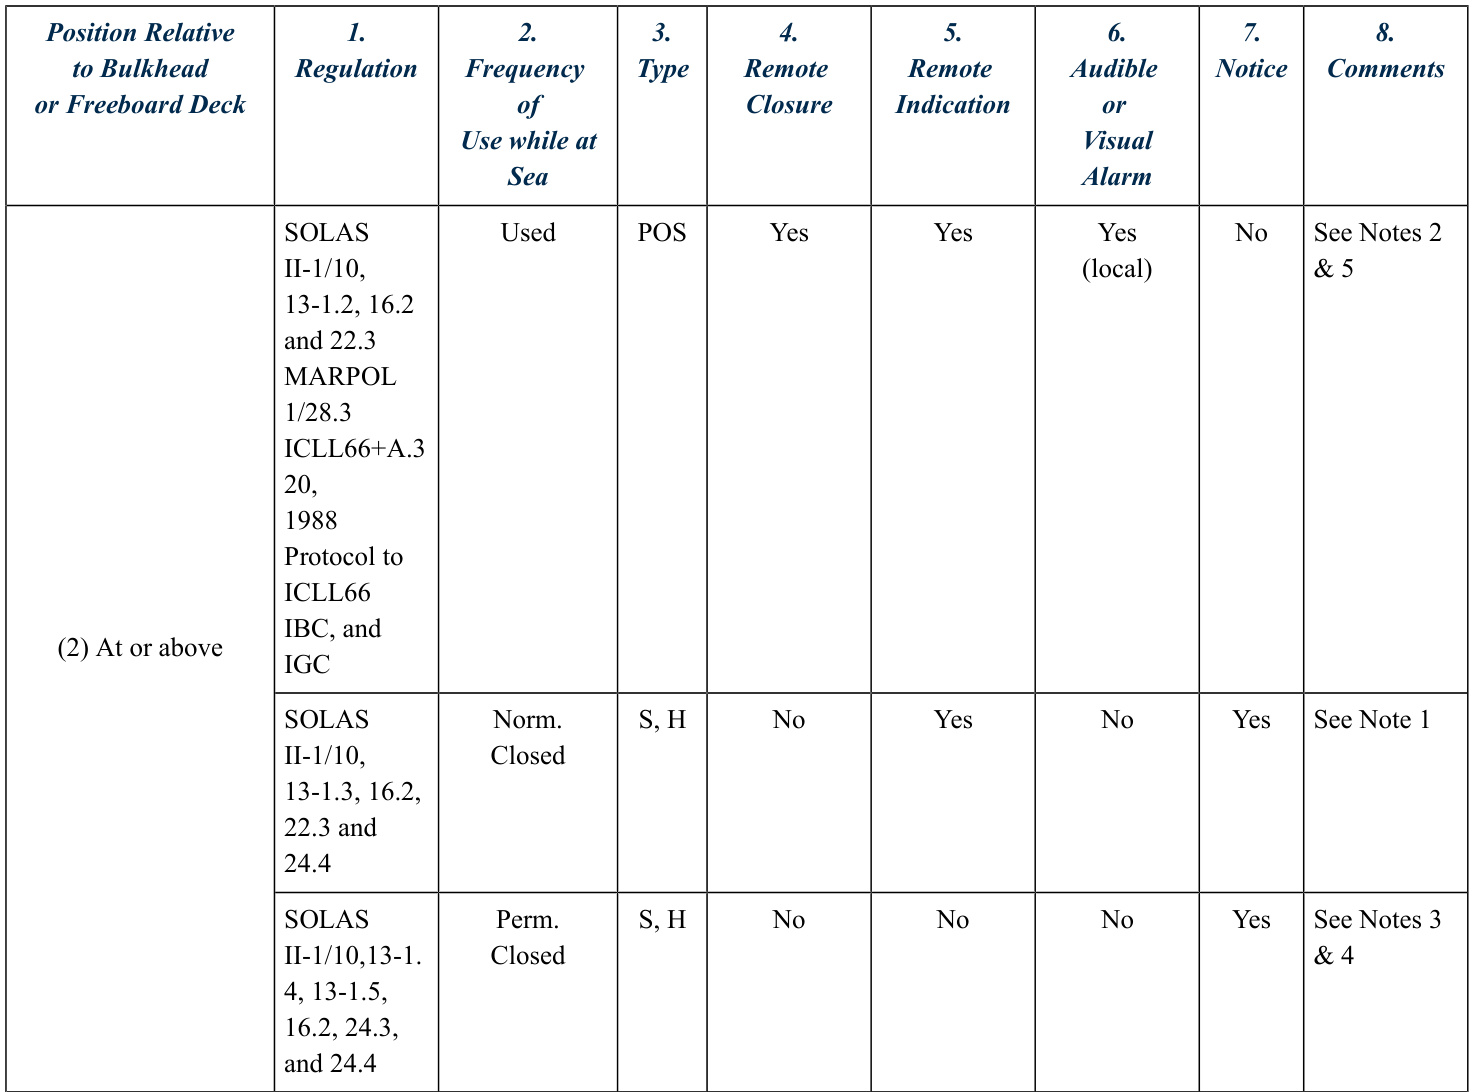 Position Relative
to Bulkhead
or Freeboard Deck
1.
Regulation
2.
Frequency
of
Use while at
Sea
3.
Type
4.
Remote
Closure
5.
Remote
Indication
6.
Audible
or
Visual
Alarm
7.
Notice
8.
Comments
(2) At or above
SOLAS
II-1/10,
13-1.2, 16.2
and 22.3
MARPOL
1/28.3
ICLL66+A.3
20,
1988
Protocol to
ICLL66
IBC, and
IGC
Used
POS
Yes
Yes
Yes
(local)
No
See Notes 2
& 5
SOLAS
II-1/10,
13-1.3, 16.2,
22.3 and
24.4
Norm.
Closed
S, H
No
Yes
No
Yes
See Note 1
SOLAS
II-1/10,13-1.
4, 13-1.5,
16.2, 24.3,
and 24.4
Perm.
Closed
S, H
No
No
No
Yes
See Notes 3
& 4